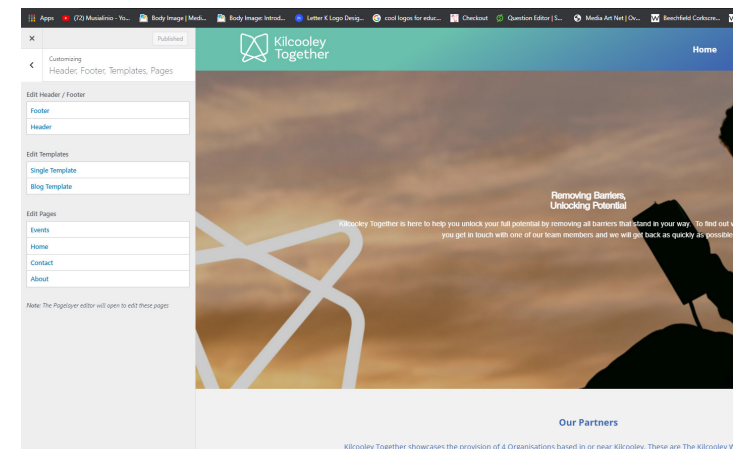 Apps (72) Musialinio - Yo... Body Image | Medi... Body Image: Introd... Letter K Logo Desig... cool logos for educ... Checkout Question Editor | S... Media Art Net | Ov... Beechfield Corkscre...
Published
Customizing
Header, Footer, Templates, Pages
Edit Header / Footer
Footer
Header
Edit Templates
Single Template
Blog Template
Edit Pages
Events
Home
Contact
About
Note: The Pagelayer editor will open to edit these pages
Kilcooley
Together
Home
Removing Barriers,
Unlocking Potential
Kilcooley Together is here to help you unlock your full potential by removing all barriers that stand in your way. To find out
you get in touch with one of our team members and we will get back as quickly as possible
Our Partners
Kilcooley Together showcases the provision of 4 Organisations based in or near Kilcooley. These are The Kilcooley W